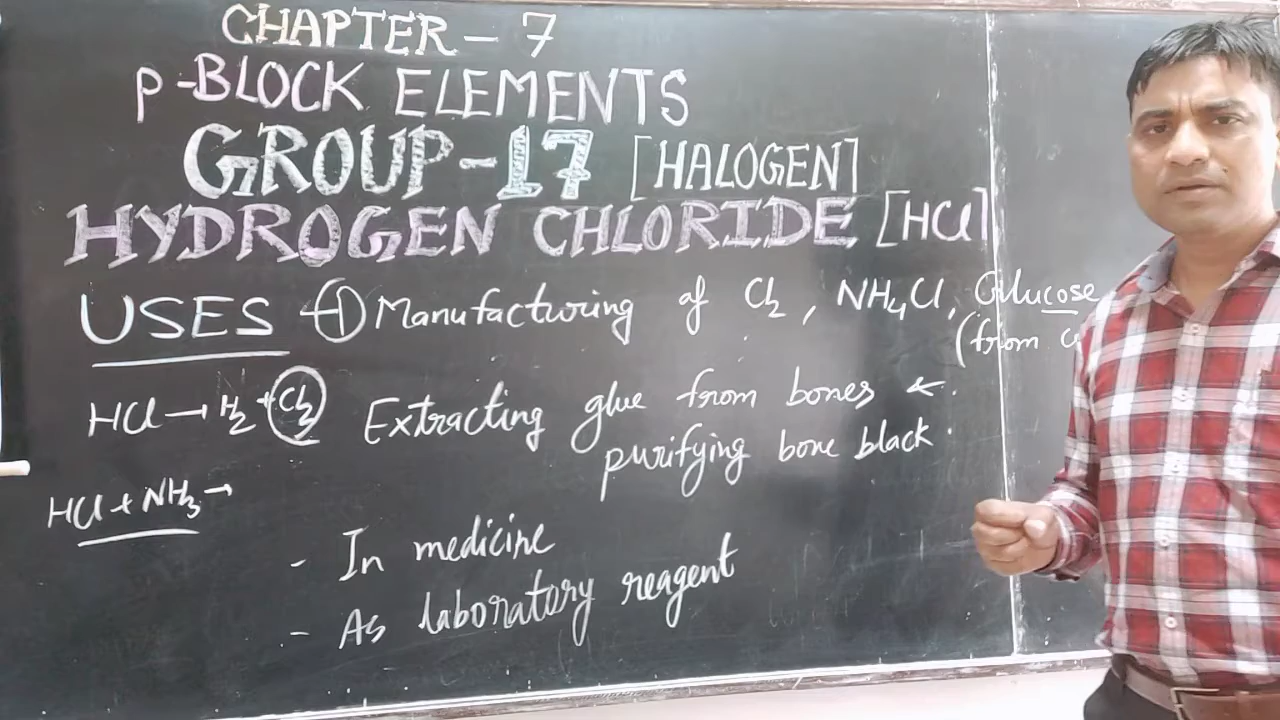 CHAPTER - 7
p-BLOCK ELEMENTS
GROUP-17 [HALOGEN]
HYDROGEN CHLORIDE [HCl]
USES ① Manufacturing of Cl2, NH4Cl, Glucose
(from
HCl → H2 + Cl2
Extracting glue from bones &
purifying bone black.
HCl + NH3 →
- In medicine
- As laboratory reagent